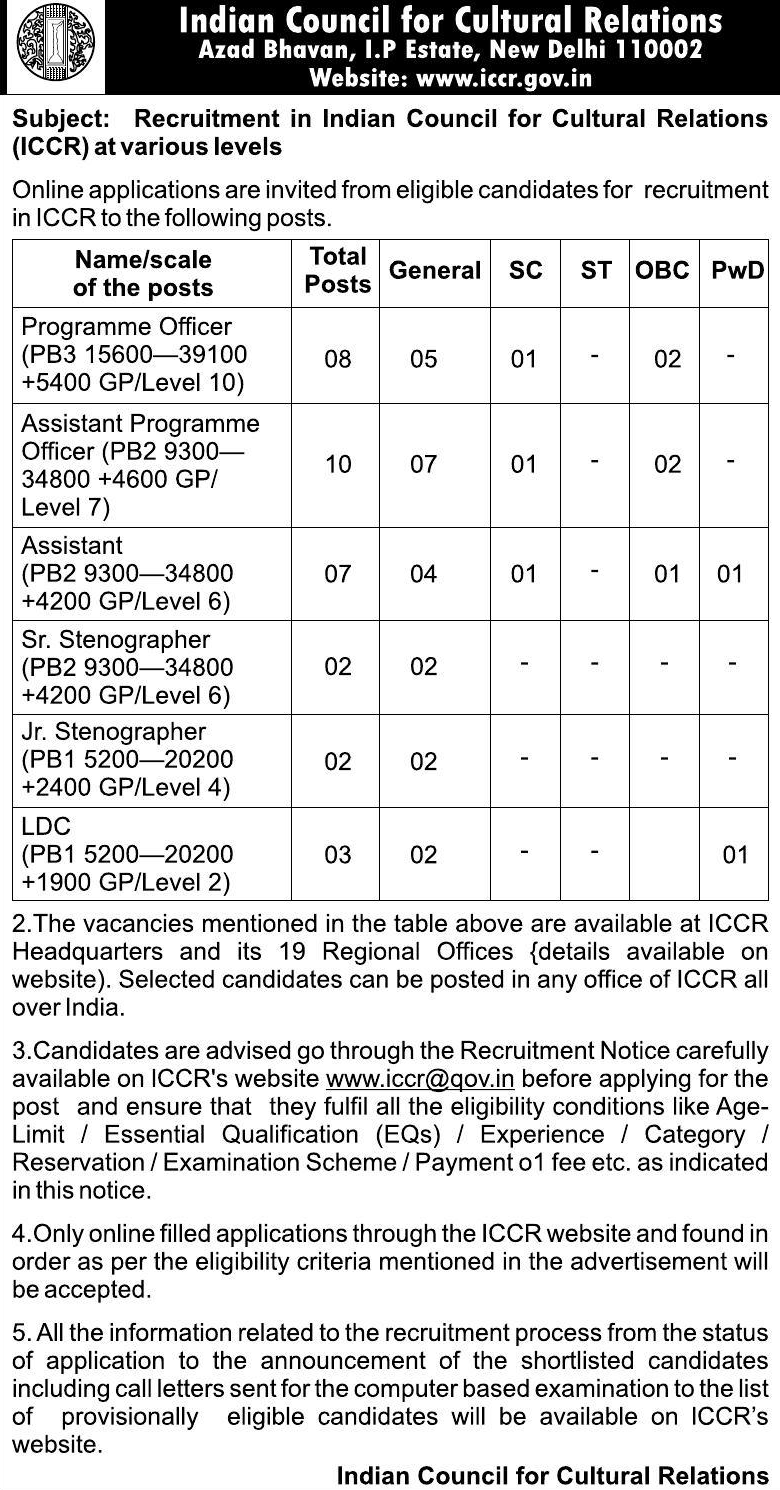 Indian Council for Cultural Relations
Azad Bhavan, I.P Estate, New Delhi 110002
Website: www.iccr.gov.in
Subject: Recruitment in Indian Council for Cultural Relations
(ICCR) at various levels
Online applications are invited from eligible candidates for recruitment
in ICCR to the following posts.
Name/scale of the posts | Total Posts | General | SC | ST | OBC | PwD
Programme Officer
(PB3 15600—39100 | 08 | 05 | 01 | - | 02 | -
+5400 GP/Level 10)
Assistant Programme
Officer (PB2 9300— | 10 | 07 | 01 | - | 02 | -
34800 +4600 GP/
Level 7)
Assistant
(PB2 9300—34800 | 07 | 04 | 01 | - | 01 | 01
+4200 GP/Level 6)
Sr. Stenographer
(PB2 9300—34800 | 02 | 02 | - | - | - | -
+4200 GP/Level 6)
Jr. Stenographer
(PB1 5200—20200 | 02 | 02 | - | - | - | -
+2400 GP/Level 4)
LDC
(PB1 5200—20200 | 03 | 02 | - | - | | 01
+1900 GP/Level 2)
2.The vacancies mentioned in the table above are available at ICCR
Headquarters and its 19 Regional Offices {details available on
website). Selected candidates can be posted in any office of ICCR all
over India.
3.Candidates are advised go through the Recruitment Notice carefully
available on ICCR's website www.iccr@qov.in before applying for the
post and ensure that they fulfil all the eligibility conditions like Age-
Limit / Essential Qualification (EQs) / Experience / Category /
Reservation / Examination Scheme / Payment o1 fee etc. as indicated
in this notice.
4.Only online filled applications through the ICCR website and found in
order as per the eligibility criteria mentioned in the advertisement will
be accepted.
5. All the information related to the recruitment process from the status
of application to the announcement of the shortlisted candidates
including call letters sent for the computer based examination to the list
of provisionally eligible candidates will be available on ICCR’s
website.
Indian Council for Cultural Relations